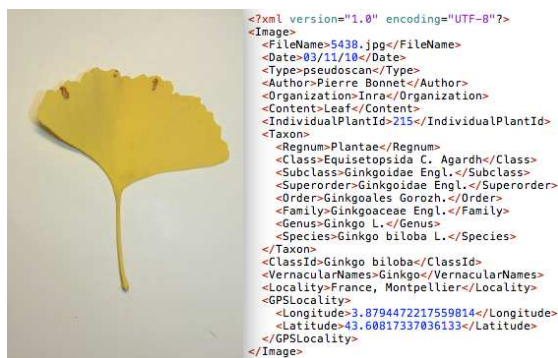 <?xml version="1.0" encoding="UTF-8"?>
<Image>
<FileName>5438.jpg</FileName>
<Date>03/11/10</Date>
<Type>pseudoscan</Type>
<Author>Pierre Bonnet</Author>
<Organization>Inra</Organization>
<Content>Leaf</Content>
<IndividualPlantId>215</IndividualPlantId>
<Taxon>
<Regnum>Plantae</Regnum>
<Class>Equisetopsida C. Agardh</Class>
<Subclass>Ginkgoidae Engl.</Subclass>
<Superorder>Ginkgoidae Engl.</Superorder>
<Order>Ginkgoales Gorozh.</Order>
<Family>Ginkgoaceae Engl.</Family>
<Genus>Ginkgo L.</Genus>
<Species>Ginkgo biloba L.</Species>
</Taxon>
<ClassId>Ginkgo biloba</ClassId>
<VernacularNames>Ginkgo</VernacularNames>
<Locality>France, Montpellier</Locality>
<GPSLocality>
<Longitude>3.8794472217559814</Longitude>
<Latitude>43.60817337036133</Latitude>
</GPSLocality>
</Image>